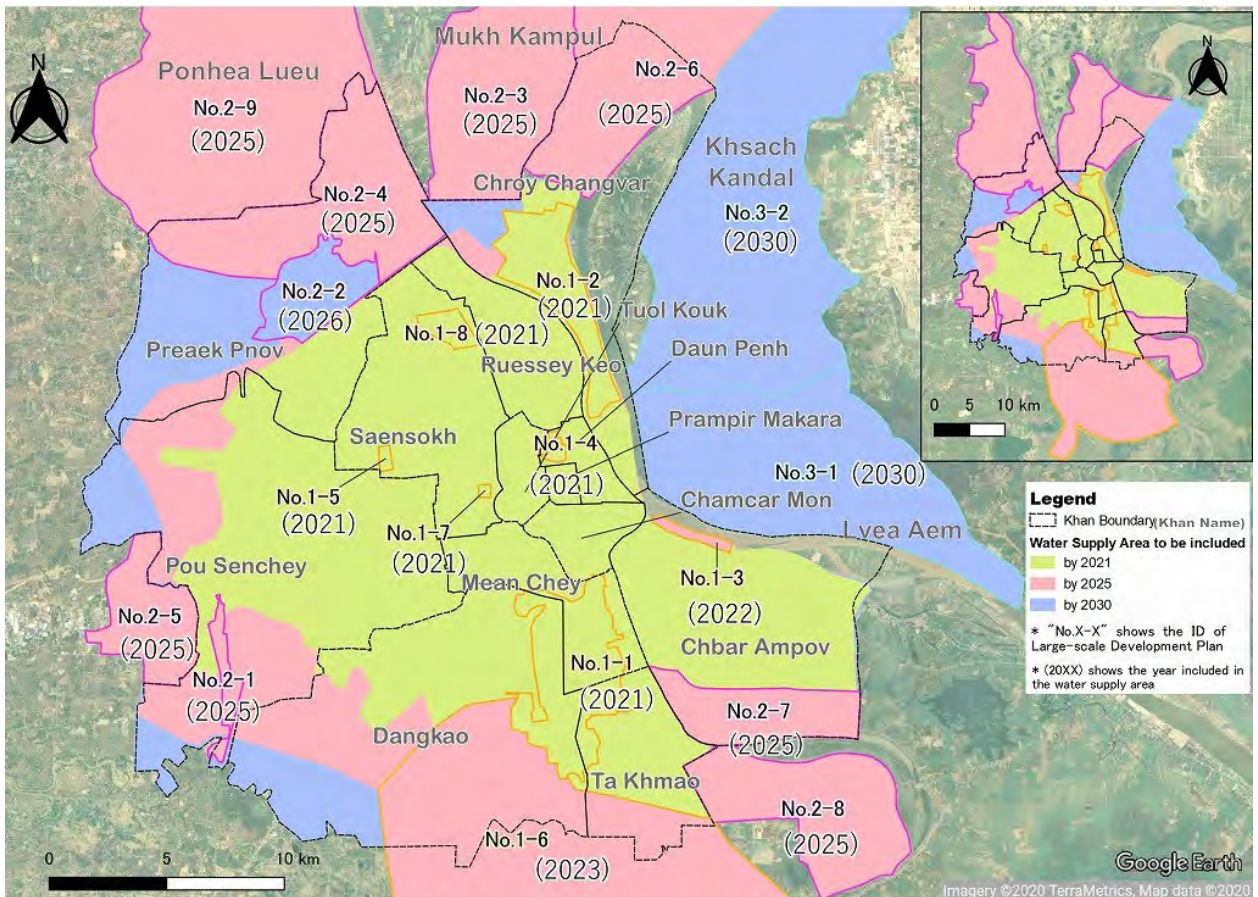 Mukh Kampul
Ponhea Lueu
No.2-6
(2025)
No.2-9
(2025)
No.2-3
(2025)
N
Khsach
Kandal
No.3-2
(2030)
Chroy Changvar
No.2-4
(2025)
No.1-2
(2021)
No.2-2
(2026)
Tuol Kouk
No.1-8 (2021)
Preaek Pnov
Ruessey Keo
Daun Penh
Prampir Makara
Saensokh
No.1-4
(2021)
No.3-1 (2030)
No.1-5
(2021)
Chamcar Mon
No.1-7
(2021)
Lvea Aem
Pou Senchey
Mean Chey
No.1-3
(2022)
No.2-5
(2025)
Chbar Ampov
No.1-1
(2021)
No.2-1
(2025)
No.2-7
(2025)
Dangkao
Ta Khmao
No.2-8
(2025)
No.1-6
(2023)
0 5 10 km
N
0 5 10 km
Legend
Khan Boundary(Khan Name)
Water Supply Area to be included
by 2021
by 2025
by 2030
* "No.X-X" shows the ID of
Large-scale Development Plan
* (20XX) shows the year included in
the water supply area
Google Earth
Imagery ©2020 TerraMetrics, Map data ©2020